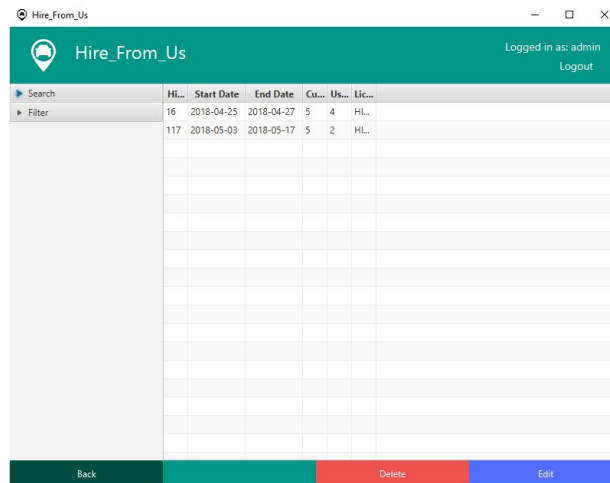 Hire_From_Us
Hire_From_Us
Logged in as: admin
Logout
Search
Filter
Hi... Start Date End Date Cu... Us... Lic...
16 2018-04-25 2018-04-27 5 4 HI...
117 2018-05-03 2018-05-17 5 2 HI...
Back Delete Edit